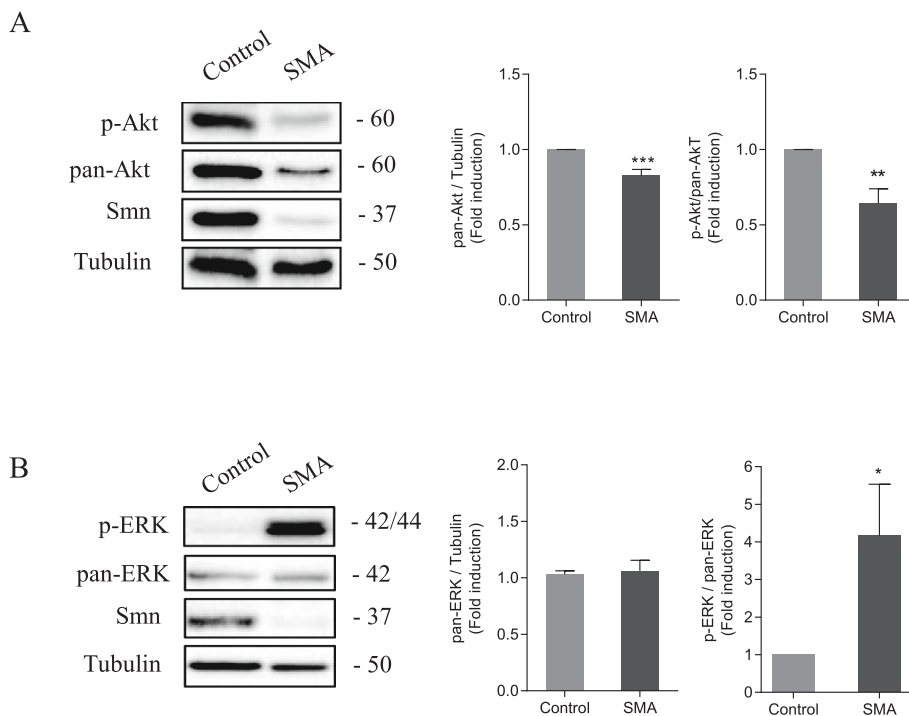 A
Control SMA
p-Akt - 60
pan-Akt - 60
Smn - 37
Tubulin - 50
pan-Akt / Tubulin
(Fold induction)
1.5
1.0
0.5
0.0
***
Control SMA
p-Akt/pan-AkT
(Fold induction)
1.5
1.0
0.5
0.0
**
Control SMA
B
Control SMA
p-ERK - 42/44
pan-ERK - 42
Smn - 37
Tubulin - 50
pan-ERK / Tubulin
(Fold induction)
2.0
1.5
1.0
0.5
0.0
Control SMA
p-ERK / pan-ERK
(Fold induction)
6
5
4
3
2
1
0
*
Control SMA